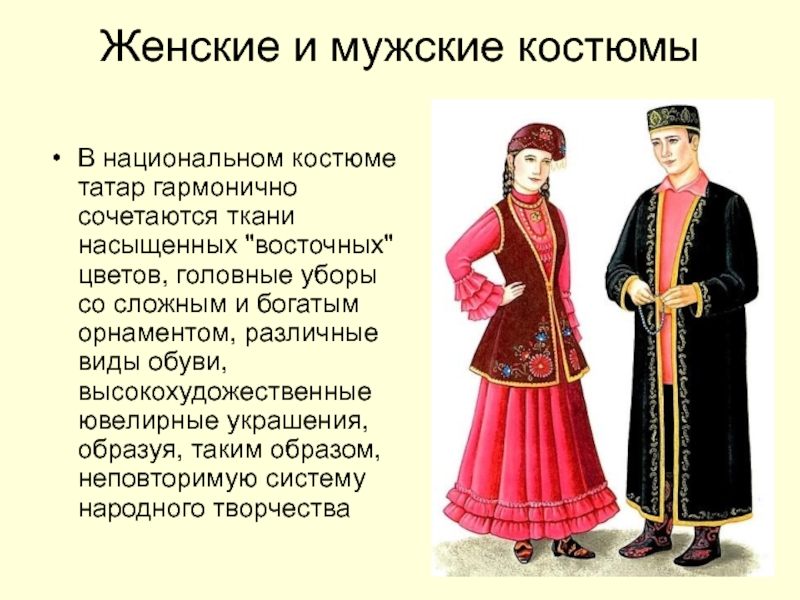 Женские и мужские костюмы
• В национальном костюме
татар гармонично
сочетаются ткани
насыщенных "восточных"
цветов, головные уборы
со сложным и богатым
орнаментом, различные
виды обуви,
высокохудожественные
ювелирные украшения,
образуя, таким образом,
неповторимую систему
народного творчества